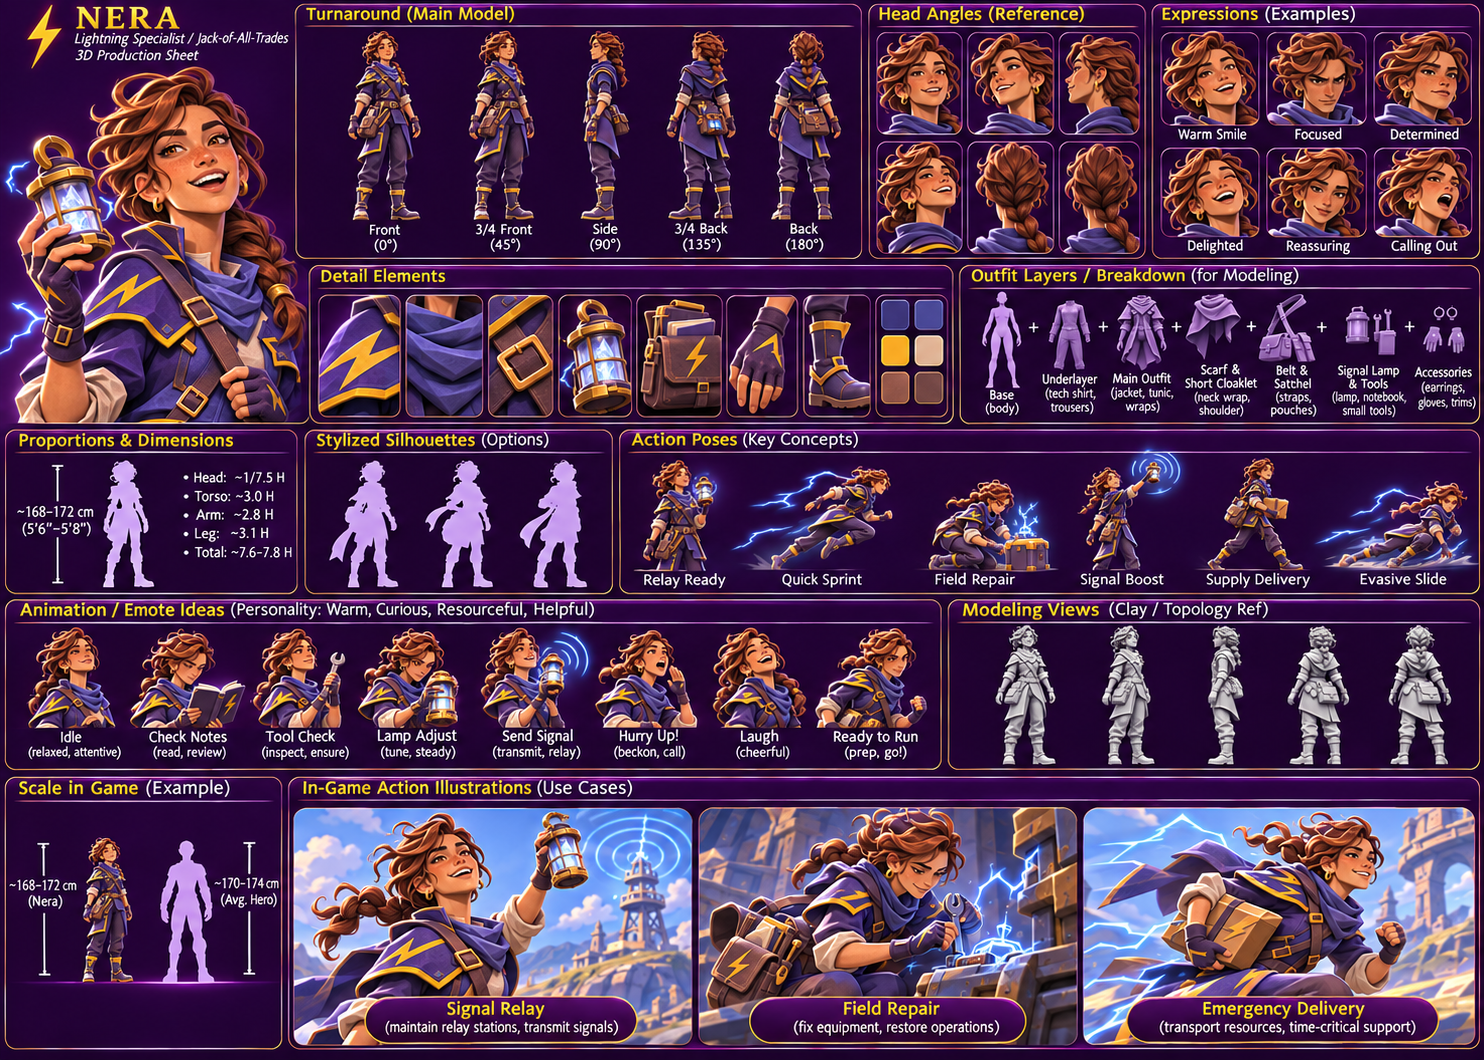 NERA
Lightning Specialist / Jack-of-All-Trades
3D Production Sheet
Turnaround (Main Model)
Front
(0°)
3/4 Front
(45°)
Side
(90°)
3/4 Back
(135°)
Back
(180°)
Head Angles (Reference)
Expressions (Examples)
Warm Smile
Focused
Determined
Delighted
Reassuring
Calling Out
Detail Elements
Outfit Layers / Breakdown (for Modeling)
+
+
+
+
+
+
Base
(body)
Underlayer
(tech shirt,
trousers)
Main Outfit
(jacket, tunic,
wraps)
Scarf &
Short Cloaklet
(neck wrap,
shoulder)
Belt &
Satchel
(straps,
pouches)
Signal Lamp
& Tools
(lamp, notebook,
small tools)
Accessories
(earrings,
gloves, trims)
Proportions & Dimensions
~168–172 cm
(5'6"–5'8")
• Head: ~1/7.5 H
• Torso: ~3.0 H
• Arm: ~2.8 H
• Leg: ~3.1 H
• Total: ~7.6–7.8 H
Stylized Silhouettes (Options)
Action Poses (Key Concepts)
Relay Ready
Quick Sprint
Field Repair
Signal Boost
Supply Delivery
Evasive Slide
Animation / Emote Ideas (Personality: Warm, Curious, Resourceful, Helpful)
Idle
(relaxed, attentive)
Check Notes
(read, review)
Tool Check
(inspect, ensure)
Lamp Adjust
(tune, steady)
Send Signal
(transmit, relay)
Hurry Up!
(beckon, call)
Laugh
(cheerful)
Ready to Run
(prep, go!)
Modeling Views (Clay / Topology Ref)
Scale in Game (Example)
~168–172 cm
(Nera)
~170–174 cm
(Avg. Hero)
In-Game Action Illustrations (Use Cases)
Signal Relay
(maintain relay stations, transmit signals)
Field Repair
(fix equipment, restore operations)
Emergency Delivery
(transport resources, time-critical support)